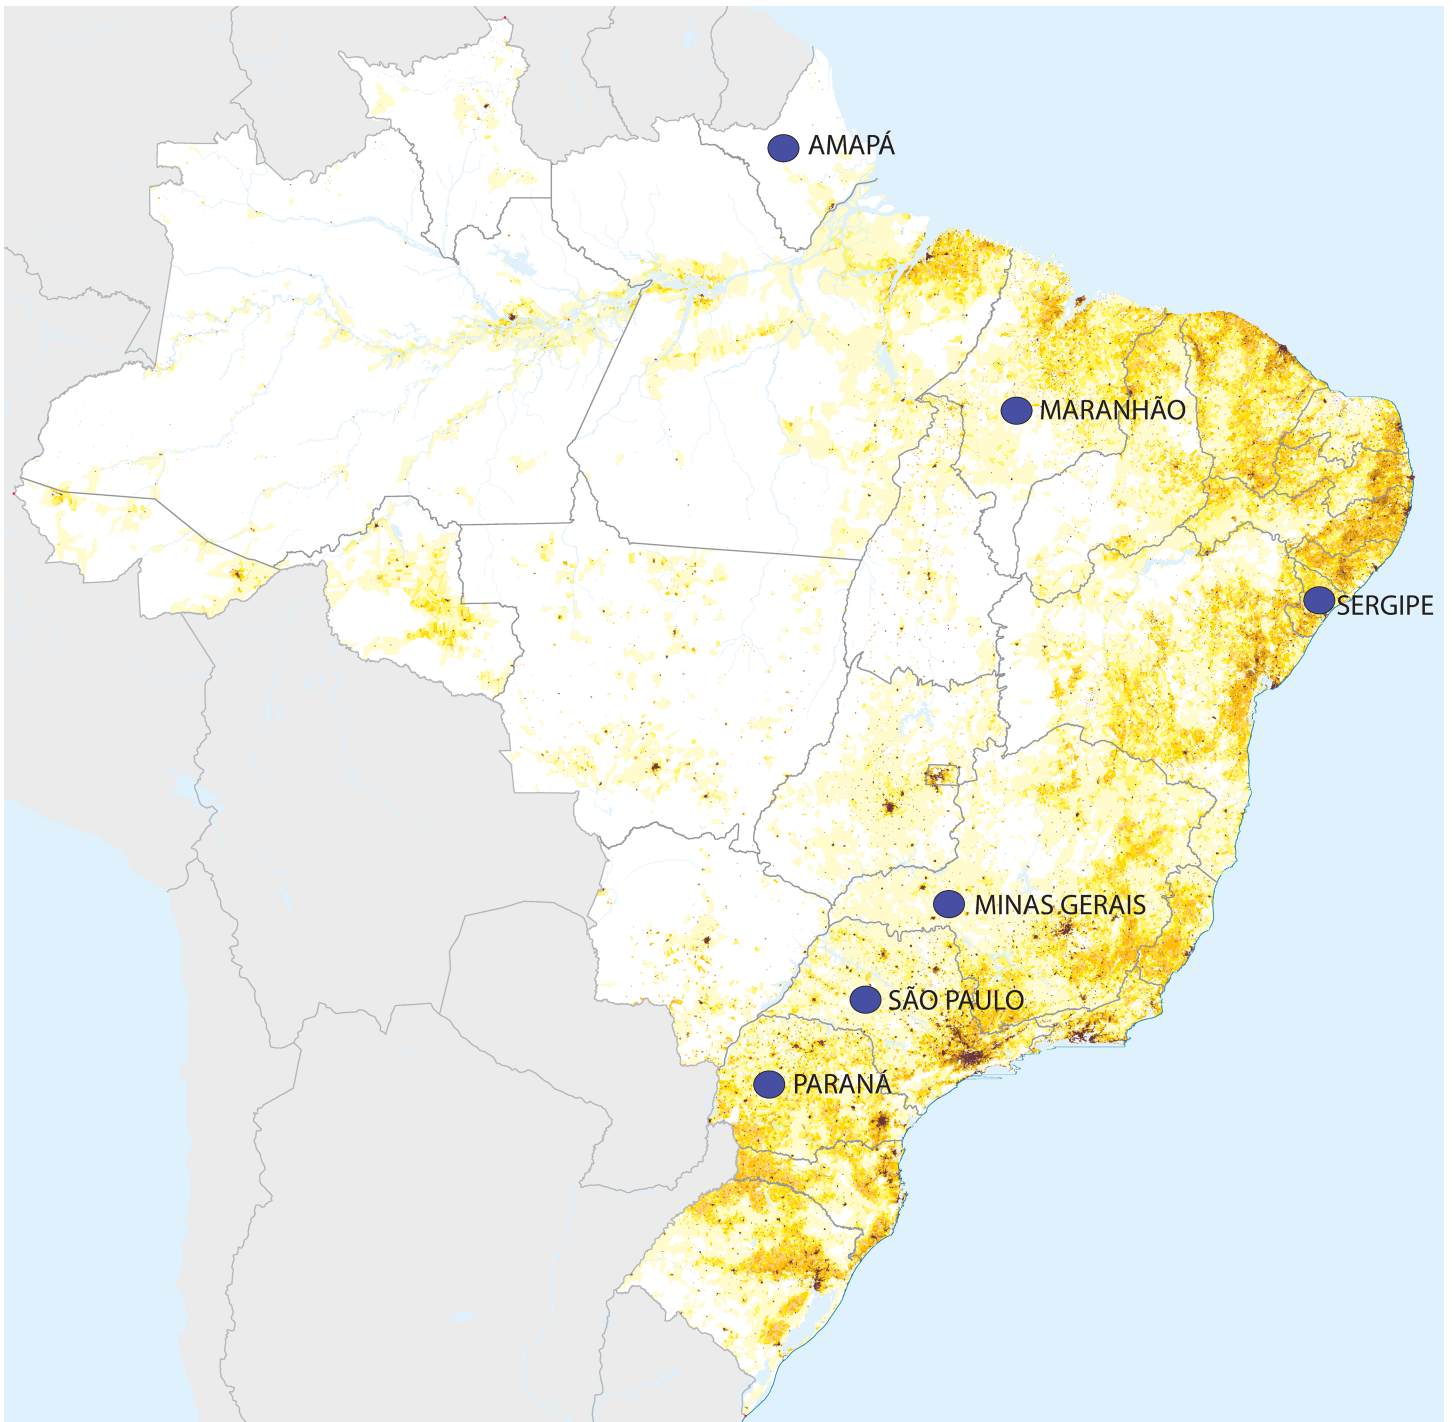 AMAPÁ
MARANHÃO
SERGIPE
MINAS GERAIS
SÃO PAULO
PARANÁ